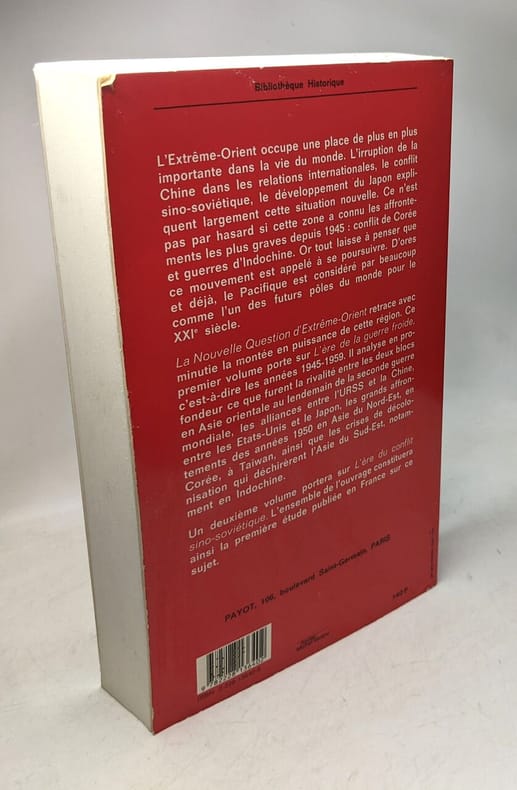 Bibliothèque Historique
L'Extrême-Orient occupe une place de plus en plus
importante dans la vie du monde. L'irruption de la
Chine dans les relations internationales, le conflit
sino-soviétique, le développement du Japon expli-
quent largement cette situation nouvelle. Ce n'est
pas par hasard si cette zone a connu les affronte-
ments les plus graves depuis 1945 : conflit de Corée
et guerres d'Indochine. Or tout laisse à penser que
ce mouvement est appelé à se poursuivre. D'ores
et déjà, le Pacifique est considéré par beaucoup
comme l'un des futurs pôles du monde pour le
XXIe siècle.
La Nouvelle Question d'Extrême-Orient retrace avec
minutie la montée en puissance de cette région. Ce
premier volume porte sur L'ère de la guerre froide,
c'est-à-dire les années 1945-1959. Il analyse en pro-
fondeur ce que furent la rivalité entre les deux blocs
en Asie orientale au lendemain de la seconde guerre
mondiale, les alliances entre l'URSS et la Chine,
entre les Etats-Unis et le Japon, les grands affron-
tements des années 1950 en Asie du Nord-Est, en
Corée, à Taiwan, ainsi que les crises de décolo-
nisation qui déchirèrent l'Asie du Sud-Est, notam-
ment en Indochine.
Un deuxième volume portera sur L'ère du conflit
sino-soviétique. L'ensemble de l'ouvrage constituera
ainsi la première étude publiée en France sur ce
sujet.
PAYOT, 106, boulevard Saint-Germain, PARIS